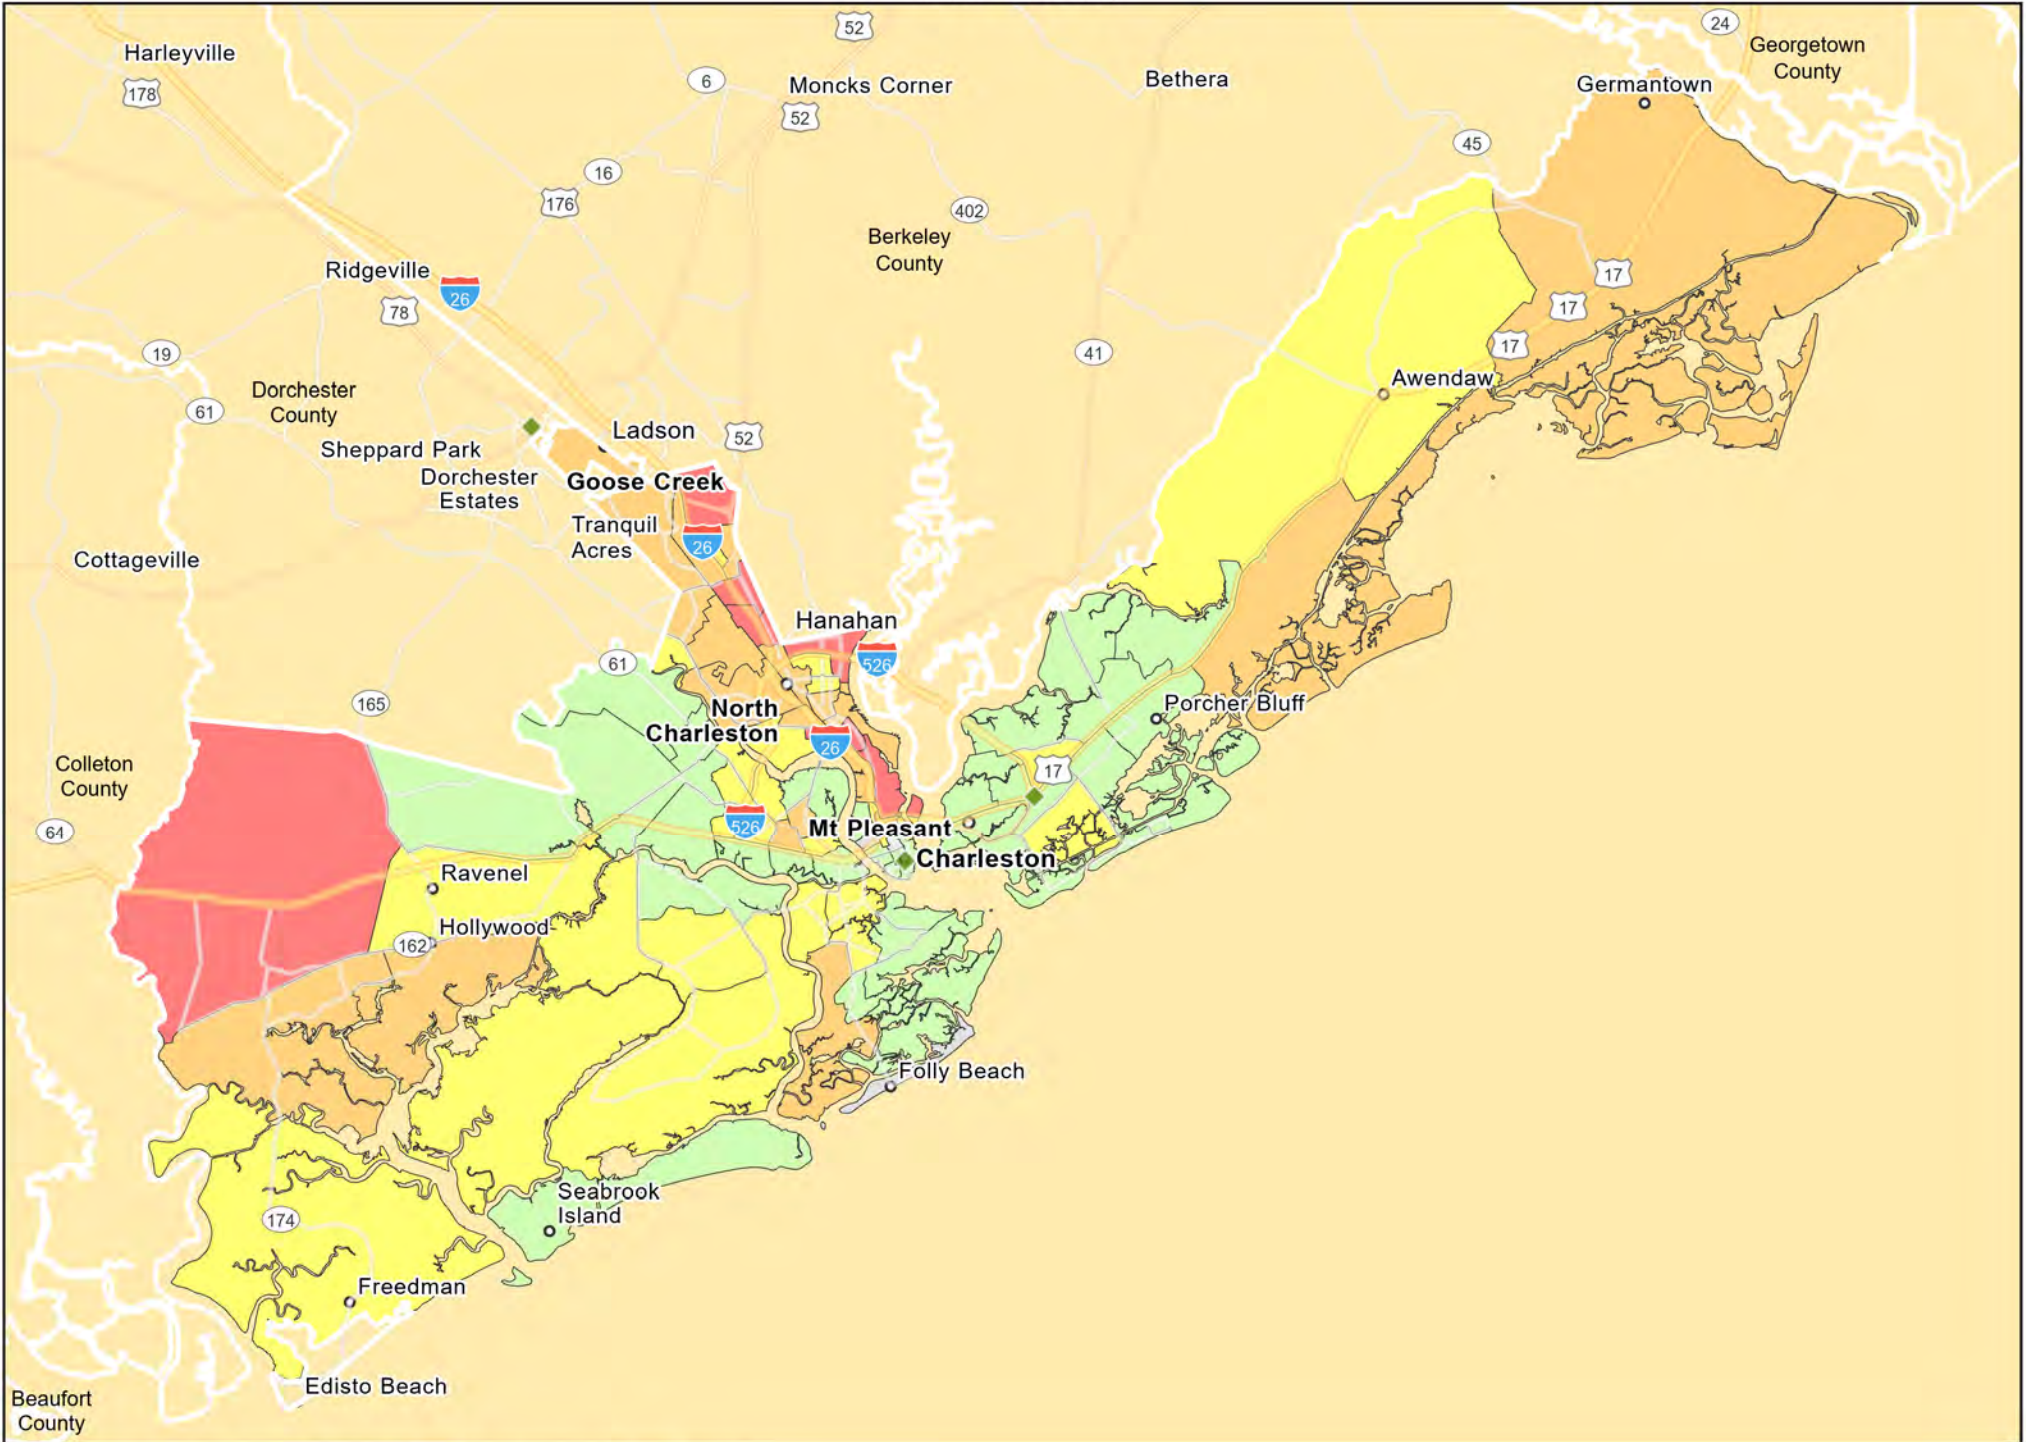 52
24
Georgetown
County
Harleyville
178
6
Moncks Corner
52
Bethera
Germantown
45
16
176
402
Berkeley
County
Ridgeville
26
78
17
17
17
19
41
Dorchester
County
61
Awendaw
Ladson
52
Sheppard Park
Dorchester
Estates
Goose Creek
Tranquil
Acres
26
Cottageville
Hanahan
61
526
165
North
Charleston
26
Porcher Bluff
17
Colleton
County
64
526
Mt Pleasant
Charleston
Ravenel
Hollywood
162
Folly Beach
Seabrook
Island
174
Freedman
Edisto Beach
Beaufort
County